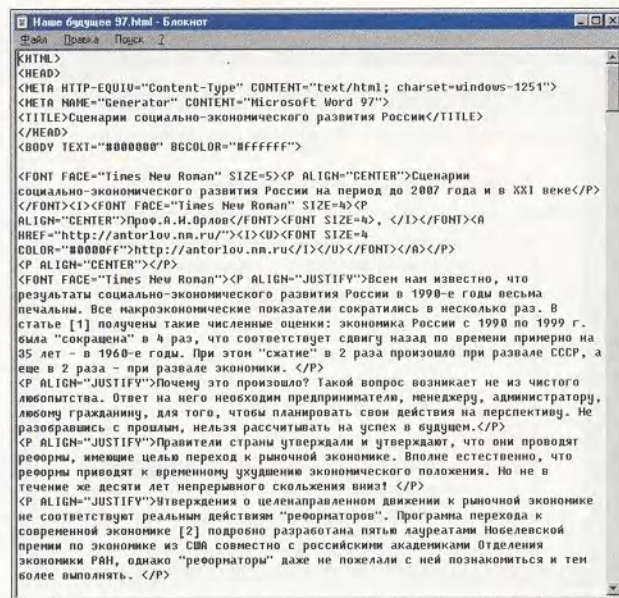 Наше будущее 97.html - Блокнот
Файл Правка Поиск ?
<HTML>
<HEAD>
<META HTTP-EQUIV="Content-Type" CONTENT="text/html; charset=windows-1251">
<META NAME="Generator" CONTENT="Microsoft Word 97">
<TITLE>Сценарии социально-экономического развития России</TITLE>
</HEAD>
<BODY TEXT="#000000" BGCOLOR="#ffffff">
<FONT FACE="Times New Roman" SIZE=5><P ALIGN="CENTER">Сценарии
социально-экономического развития России на период до 2007 года и в XXI веке</P>
</FONT><I><FONT FACE="Times New Roman" SIZE=4><P
ALIGN="CENTER">Проф.А.И.Орлов</FONT><FONT SIZE=4>, </I></FONT><A
HREF="http://antorlov.nm.ru/"><I><U><FONT SIZE=4
COLOR="#0000ff">http://antorlov.nm.ru</I></U></FONT></A></P>
<P ALIGN="CENTER"></P>
<FONT FACE="Times New Roman"><P ALIGN="JUSTIFY">Всем нам известно, что
результаты социально-экономического развития России в 1990-е годы весьма
печальны. Все макроэкономические показатели сократились в несколько раз. В
статье [1] получены такие численные оценки: экономика России с 1990 по 1999 г.
была "сокращена" в 4 раз, что соответствует сдвигу назад по времени примерно на
35 лет - в 1960-е годы. При этом "сжатие" в 2 раза произошло при развале СССР, а
еще в 2 раза - при развале экономики. </P>
<P ALIGN="JUSTIFY">Почему это произошло? Такой вопрос возникает не из чистого
любопытства. Ответ на него необходим предпринимателю, менеджеру, администратору,
любому гражданину, для того, чтобы планировать свои действия на перспективу. Не
разобравшись с прошлым, нельзя рассчитывать на успех в будущем.</P>
<P ALIGN="JUSTIFY">Правители страны утверждали и утверждают, что они проводят
реформы, имеющие целью переход к рыночной экономике. Вполне естественно, что
реформы приводят к временному ухудшению экономического положения. Но не в
течение же десяти лет непрерывного скольжения вниз! </P>
<P ALIGN="JUSTIFY">Утверждения о целенаправленном движении к рыночной экономике
не соответствуют реальным действиям "реформаторов". Программа перехода к
современной экономике [2] подробно разработана пятью лауреатами Нобелевской
премии по экономике из США совместно с российскими академиками Отделения
экономики РАН, однако "реформаторы" даже не пожелали с ней познакомиться и тем
более выполнять. </P>